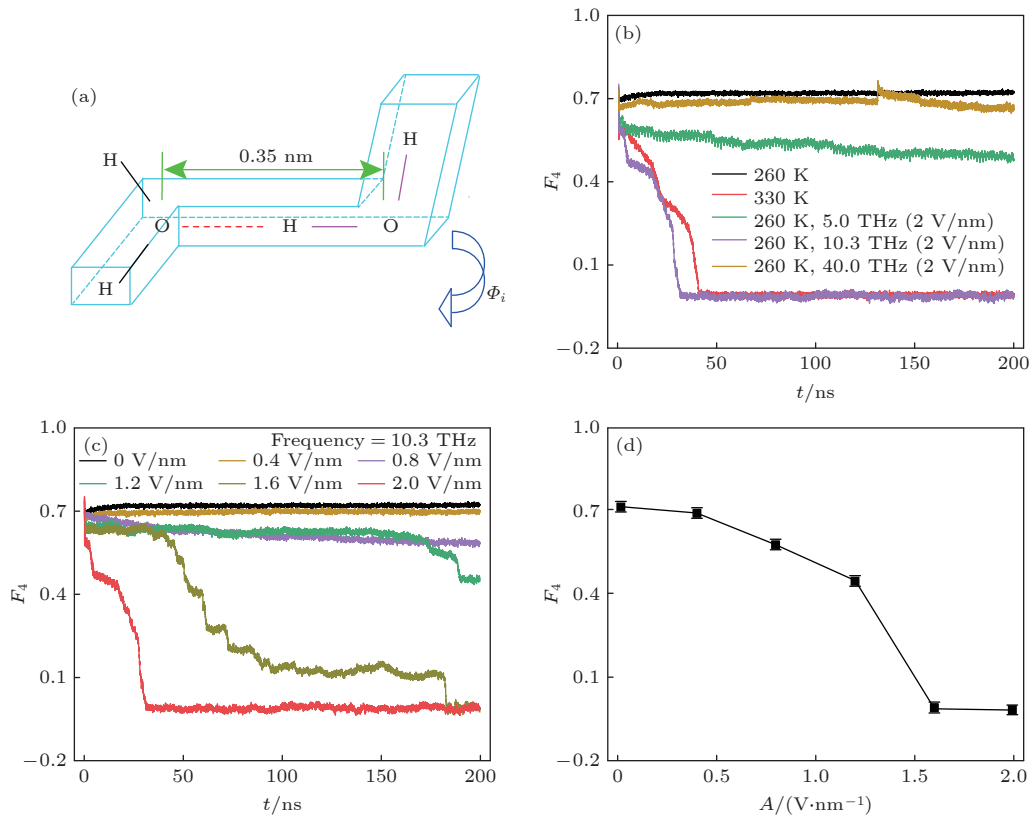 (a)
H
0.35 nm
H
O
H
O
H
Φi
(b)
1.0
0.7
0.4
0.1
−0.2
F4
260 K
330 K
260 K, 5.0 THz (2 V/nm)
260 K, 10.3 THz (2 V/nm)
260 K, 40.0 THz (2 V/nm)
0 50 100 150 200
t/ns
(c)
Frequency = 10.3 THz
0 V/nm 0.4 V/nm 0.8 V/nm
1.2 V/nm 1.6 V/nm 2.0 V/nm
1.0
0.7
0.4
0.1
−0.2
F4
0 50 100 150 200
t/ns
(d)
1.0
0.7
0.4
0.1
−0.2
F4
0 0.5 1.0 1.5 2.0
A/(V·nm−1)